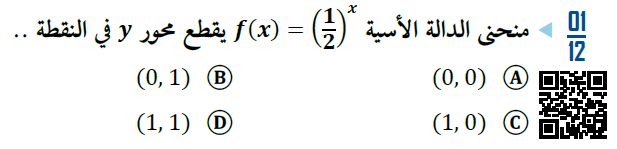 01/12 منحنى الدالة الأسية f(x) = (1/2)^x يقطع محور y في النقطة ..
A (0, 0) B (0, 1)
C (1, 0) D (1, 1)